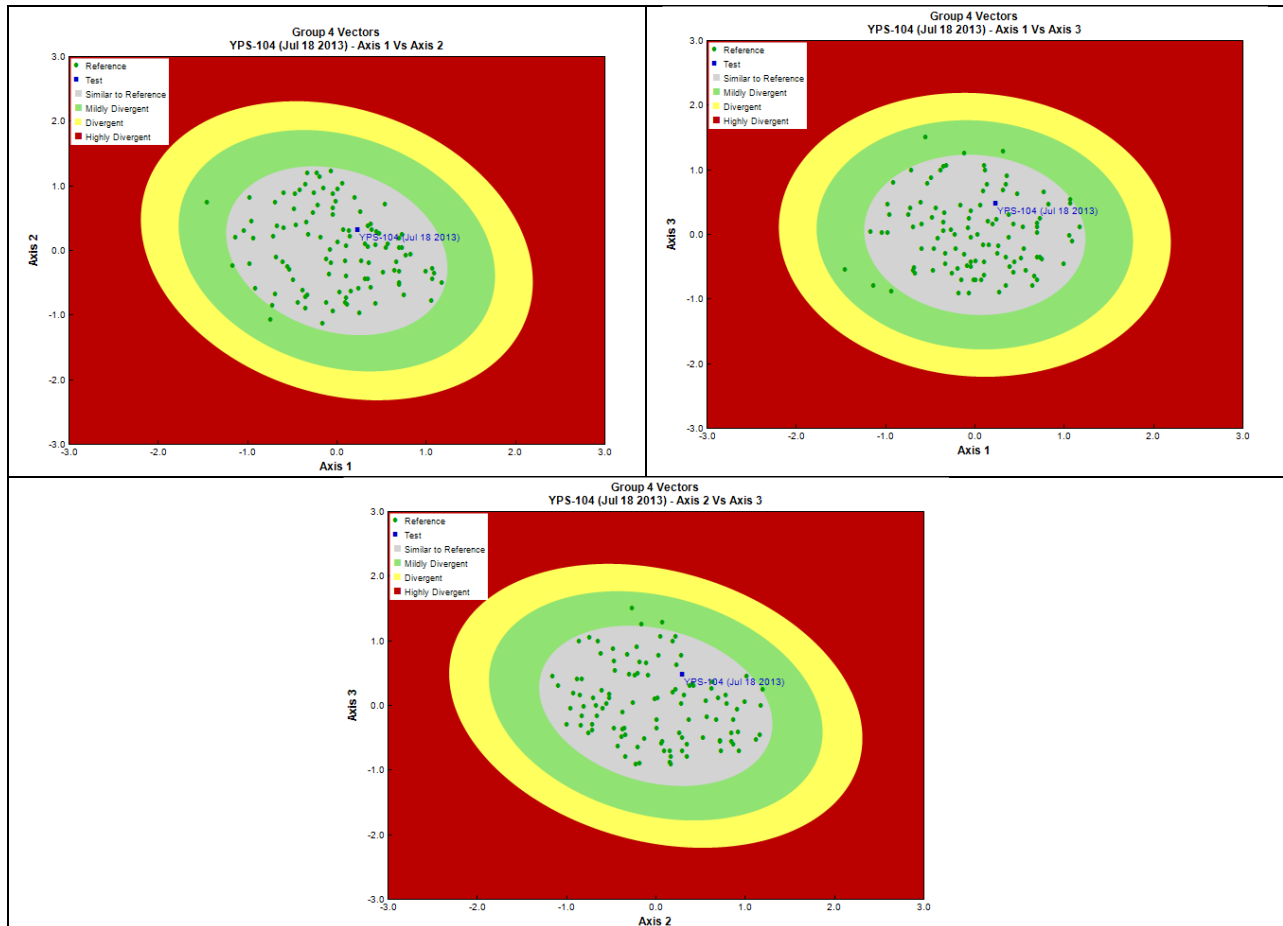 Group 4 Vectors
YPS-104 (Jul 18 2013) - Axis 1 Vs Axis 2
3.0
2.0
1.0
0.0
-1.0
-2.0
-3.0
Axis 2
Reference
Test
Similar to Reference
Mildly Divergent
Divergent
Highly Divergent
YPS-104 (Jul 18 2013)
-3.0 -2.0 -1.0 0.0 1.0 2.0 3.0
Axis 1
Group 4 Vectors
YPS-104 (Jul 18 2013) - Axis 1 Vs Axis 3
3.0
2.0
1.0
0.0
-1.0
-2.0
-3.0
Axis 3
Reference
Test
Similar to Reference
Mildly Divergent
Divergent
Highly Divergent
YPS-104 (Jul 18 2013)
-3.0 -2.0 -1.0 0.0 1.0 2.0 3.0
Axis 1
Group 4 Vectors
YPS-104 (Jul 18 2013) - Axis 2 Vs Axis 3
3.0
2.0
1.0
0.0
-1.0
-2.0
-3.0
Axis 3
Reference
Test
Similar to Reference
Mildly Divergent
Divergent
Highly Divergent
YPS-104 (Jul 18 2013)
-3.0 -2.0 -1.0 0.0 1.0 2.0 3.0
Axis 2